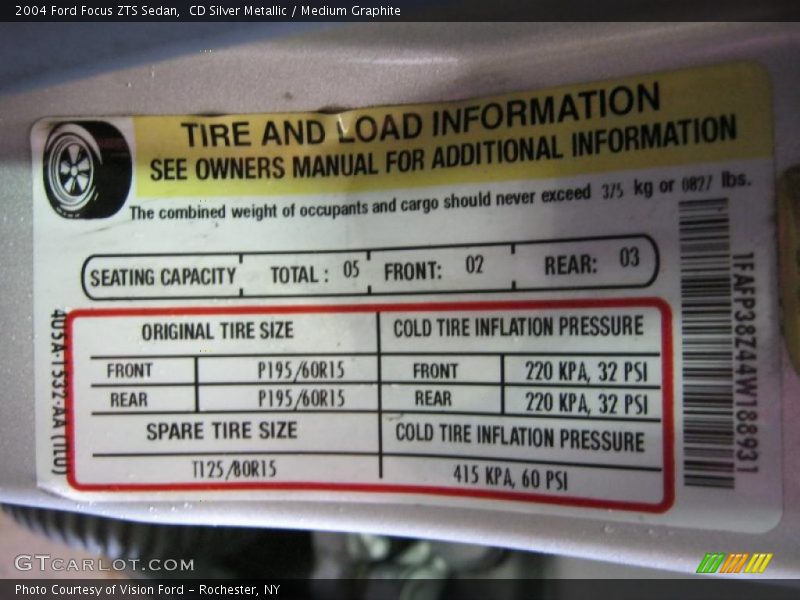 2004 Ford Focus ZTS Sedan, CD Silver Metallic / Medium Graphite
TIRE AND LOAD INFORMATION
SEE OWNERS MANUAL FOR ADDITIONAL INFORMATION
The combined weight of occupants and cargo should never exceed 375 kg or 0827 lbs.
SEATING CAPACITY TOTAL: 05 FRONT: 02 REAR: 03
ORIGINAL TIRE SIZE COLD TIRE INFLATION PRESSURE
FRONT P195/60R15 FRONT 220 KPA, 32 PSI
REAR P195/60R15 REAR 220 KPA, 32 PSI
SPARE TIRE SIZE COLD TIRE INFLATION PRESSURE
T125/80R15 415 KPA, 60 PSI
4U5A-1532-AA (TLU)
1FAFP38Z44W188931
GTCARLOT.COM
Photo Courtesy of Vision Ford - Rochester, NY